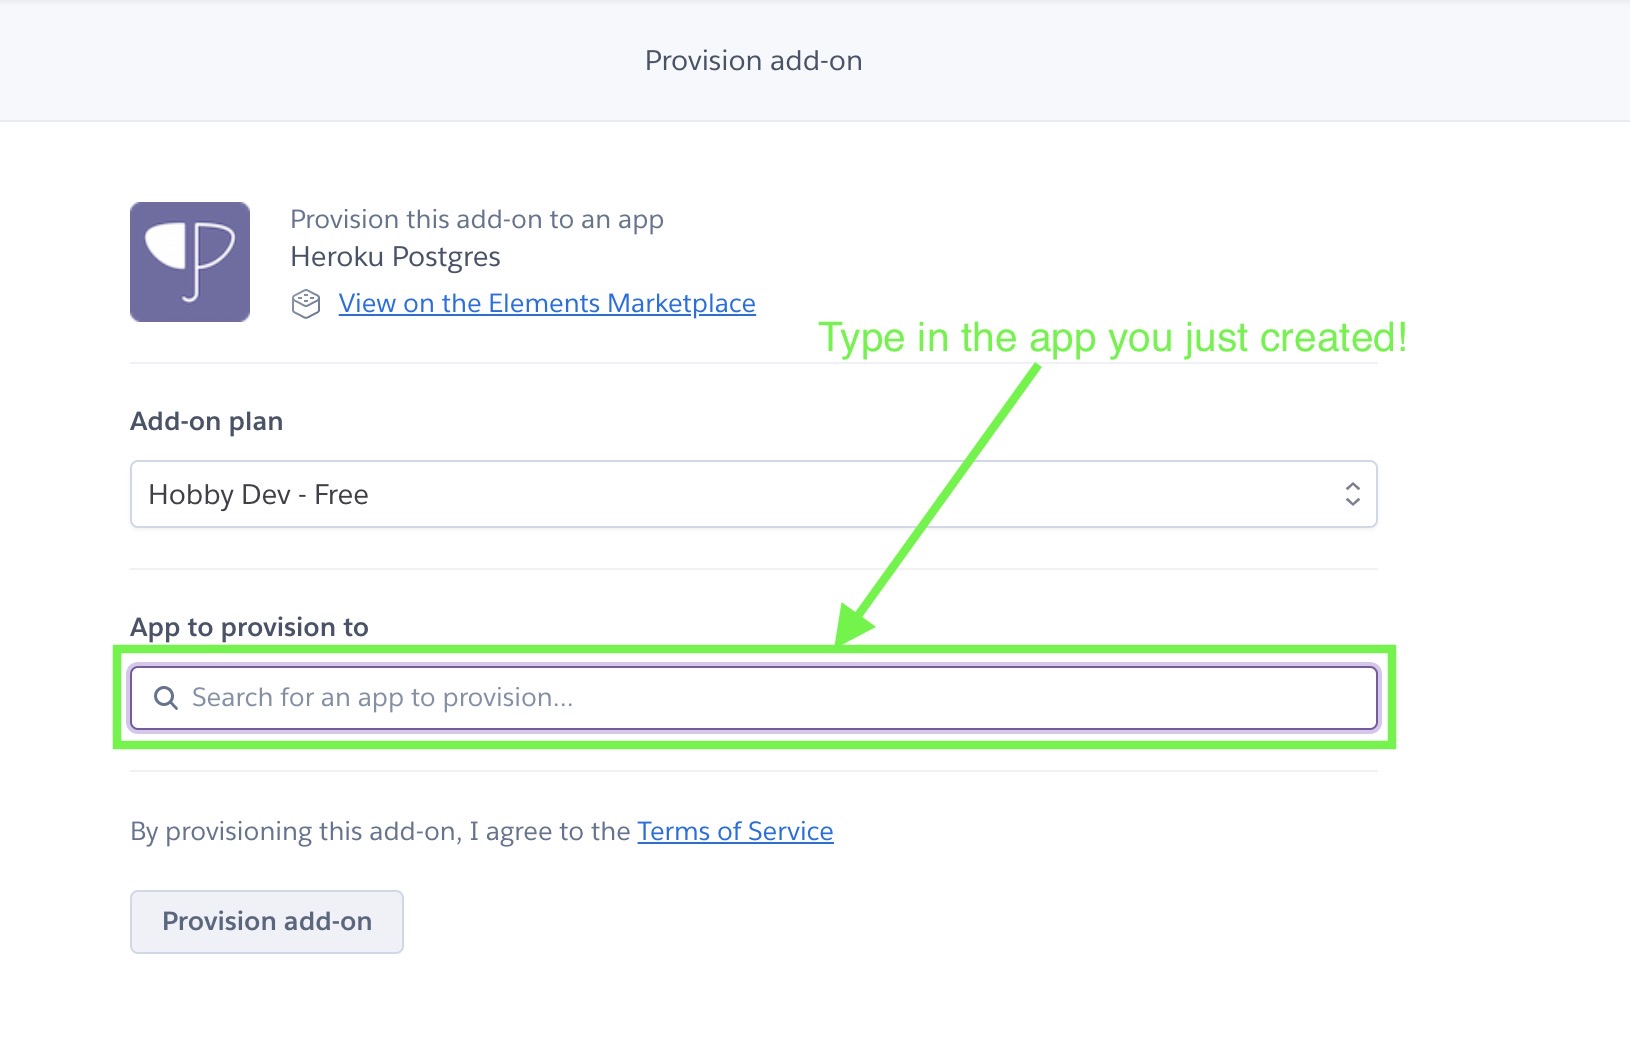 Provision add-on
Provision this add-on to an app
Heroku Postgres
View on the Elements Marketplace
Type in the app you just created!
Add-on plan
Hobby Dev - Free
App to provision to
Search for an app to provision...
By provisioning this add-on, I agree to the Terms of Service
Provision add-on